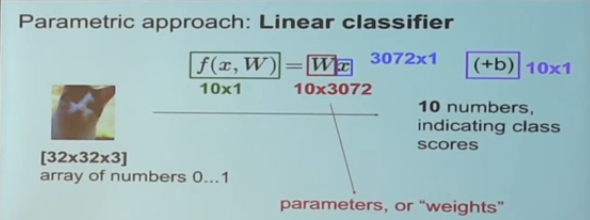 Parametric approach: Linear classifier
f(x, W) = Wx 3072x1 (+b) 10x1
10x1 10x3072
10 numbers,
indicating class
scores
[32x32x3]
array of numbers 0...1
parameters, or “weights”